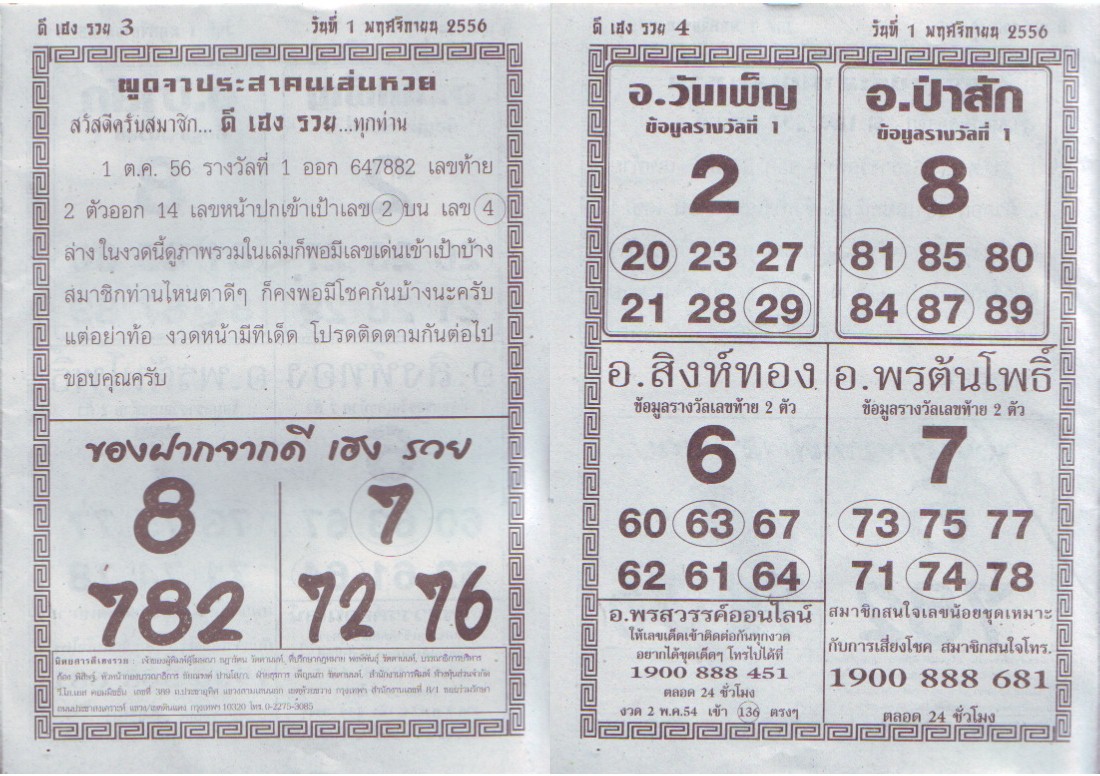 ดี เฮง รวย 3
วันที่ 1 พฤศจิกายน 2556
พูดจาประสาคนเล่นหวย
สวัสดีครับสมาชิก... ดี เฮง รวย...ทุกท่าน
1 ต.ค. 56 รางวัลที่ 1 ออก 647882 เลขท้าย
2 ตัวออก 14 เลขหน้าปกเข้าเป้าเลข 2 บน เลข 4
ล่าง ในงวดนี้ดูภาพรวมในเล่มก็พอมีเลขเด่นเข้าเป้าบ้าง
สมาชิกท่านไหนตาดีๆ ก็คงพอมีโชคกันบ้างนะครับ
แต่อย่าท้อ งวดหน้ามีทีเด็ด โปรดติดตามกันต่อไป
ขอบคุณครับ
ของฝากจากดี เฮง รวย
8 7
782 72 76
นิตยสารดีเฮงรวย :
กรุงเทพฯ 10320 โทร. 0-2275-3085
ดี เฮง รวย 4
วันที่ 1 พฤศจิกายน 2556
อ.วันเพ็ญ
ข้อมูลรางวัลที่ 1
2
20 23 27
21 28 29
อ.ป่าสัก
ข้อมูลรางวัลที่ 1
8
81 85 80
84 87 89
อ.สิงห์ทอง
ข้อมูลรางวัลเลขท้าย 2 ตัว
6
60 63 67
62 61 64
อ.พรต้นโพธิ์
ข้อมูลรางวัลเลขท้าย 2 ตัว
7
73 75 77
71 74 78
อ.พรสวรรค์ออนไลน์
ให้เลขเด็ดเข้าติดต่อกันทุกงวด
อยากได้ชุดเด็ดๆ โทรไปได้ที่
1900 888 451
ตลอด 24 ชั่วโมง
งวด 2 พ.ค.54 เข้า 136 ตรงๆ
สมาชิกสนใจเลขน้อยชุดเหมาะ
กับการเสี่ยงโชค สมาชิกสนใจโทร.
1900 888 681
ตลอด 24 ชั่วโมง